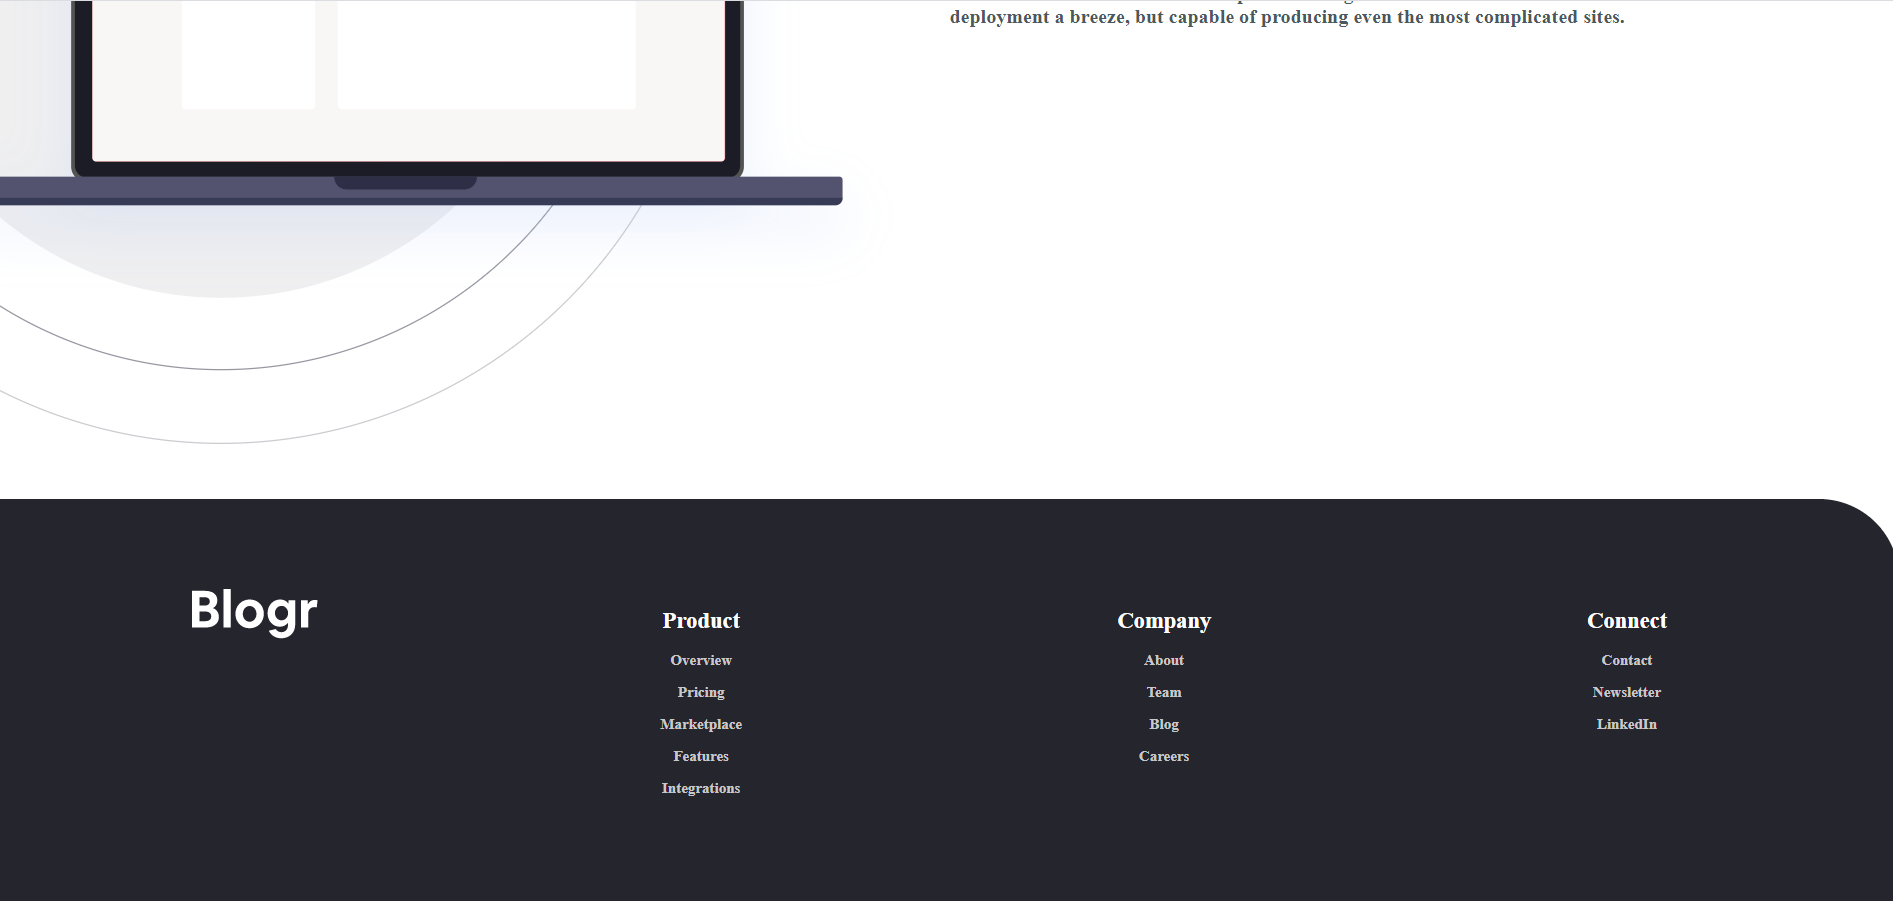 deployment a breeze, but capable of producing even the most complicated sites.
Blogr
Product
Overview
Pricing
Marketplace
Features
Integrations
Company
About
Team
Blog
Careers
Connect
Contact
Newsletter
LinkedIn